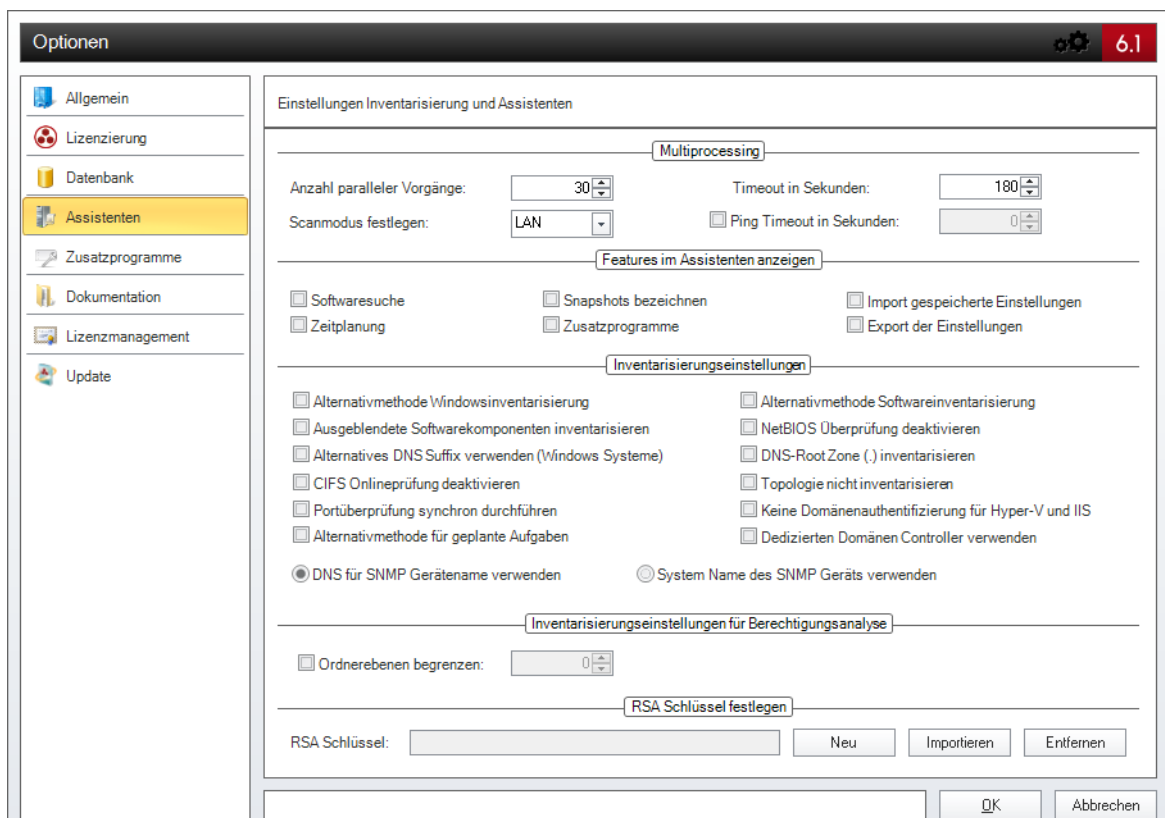 Optionen
6.1
Allgemein
Lizenzierung
Datenbank
Assistenten
Zusatzprogramme
Dokumentation
Lizenzmanagement
Update
Einstellungen Inventarisierung und Assistenten
Multiprocessing
Anzahl paralleler Vorgänge: 30 Timeout in Sekunden: 180
Scanmodus festlegen: LAN Ping Timeout in Sekunden: 0
Features im Assistenten anzeigen
Softwaresuche Snapshots bezeichnen Import gespeicherte Einstellungen
Zeitplanung Zusatzprogramme Export der Einstellungen
Inventarisierungseinstellungen
Alternativmethode Windowsinventarisierung Alternativmethode Softwareinventarisierung
Ausgeblendete Softwarekomponenten inventarisieren NetBIOS Überprüfung deaktivieren
Alternatives DNS Suffix verwenden (Windows Systeme) DNS-Root Zone (.) inventarisieren
CIFS Onlineprüfung deaktivieren Topologie nicht inventarisieren
Portüberprüfung synchron durchführen Keine Domänenauthentifizierung für Hyper-V und IIS
Alternativmethode für geplante Aufgaben Dedizierten Domänen Controller verwenden
DNS für SNMP Gerätename verwenden System Name des SNMP Geräts verwenden
Inventarisierungseinstellungen für Berechtigungsanalyse
Ordnerebenen begrenzen: 0
RSA Schlüssel festlegen
RSA Schlüssel: Neu Importieren Entfernen
OK Abbrechen